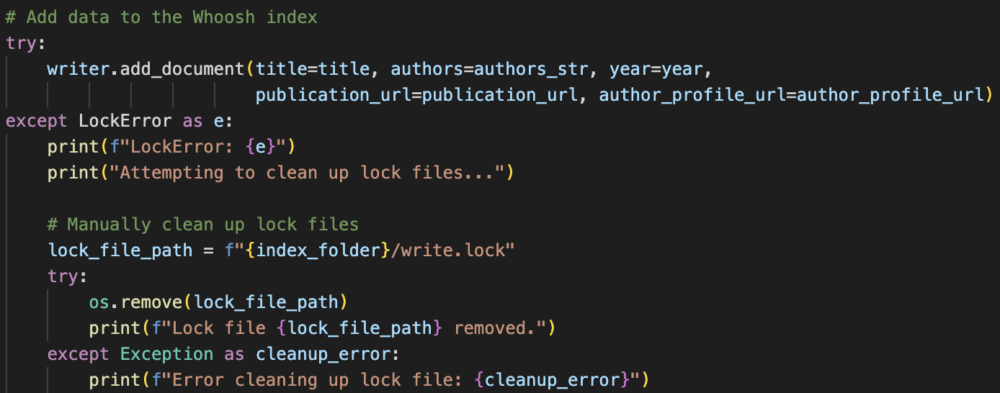 # Add data to the Whoosh index
try:
    writer.add_document(title=title, authors=authors_str, year=year,
                        publication_url=publication_url, author_profile_url=author_profile_url)
except LockError as e:
    print(f"LockError: {e}")
    print("Attempting to clean up lock files...")

    # Manually clean up lock files
    lock_file_path = f"{index_folder}/write.lock"
    try:
        os.remove(lock_file_path)
        print(f"Lock file {lock_file_path} removed.")
    except Exception as cleanup_error:
        print(f"Error cleaning up lock file: {cleanup_error}")